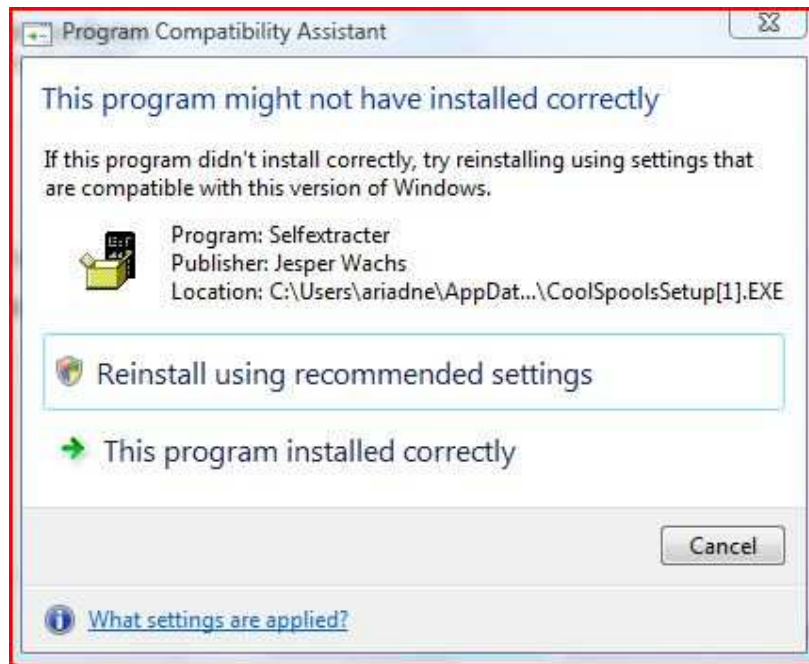 Program Compatibility Assistant
This program might not have installed correctly
If this program didn't install correctly, try reinstalling using settings that
are compatible with this version of Windows.
Program: Selfextracter
Publisher: Jesper Wachs
Location: C:\Users\ariadne\AppDat...\CoolSpoolsSetup[1].EXE
Reinstall using recommended settings
This program installed correctly
Cancel
What settings are applied?